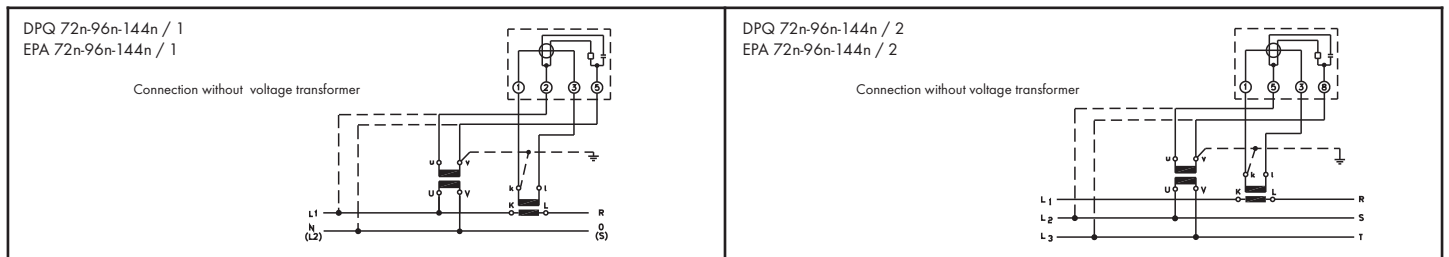 DPQ 72n-96n-144n / 1
EPA 72n-96n-144n / 1
Connection without voltage transformer
1 2 3 5
u v
U V
k l
K L
L1 R
N O
(L2) (S)
DPQ 72n-96n-144n / 2
EPA 72n-96n-144n / 2
Connection without voltage transformer
1 5 3 8
u v
U V
k l
K L
L1 R
L2 S
L3 T